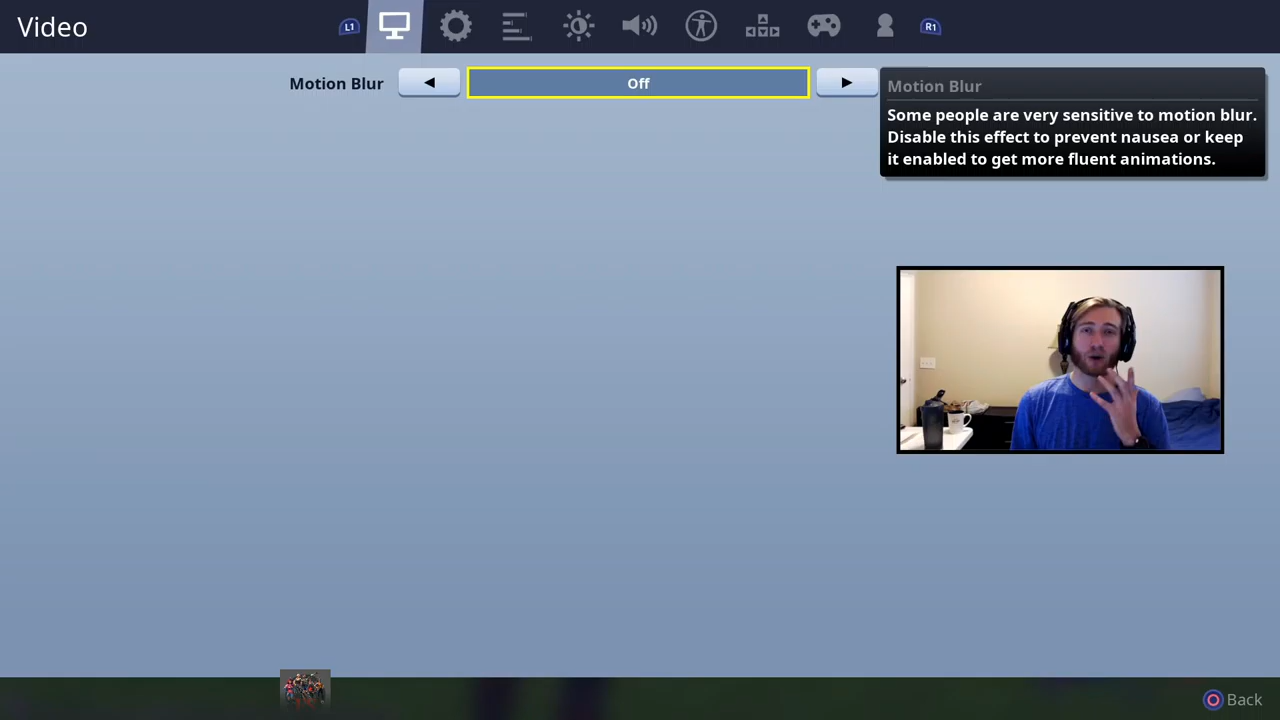 Video
L1
R1
Motion Blur
Off
Motion Blur
Some people are very sensitive to motion blur.
Disable this effect to prevent nausea or keep
it enabled to get more fluent animations.
Back